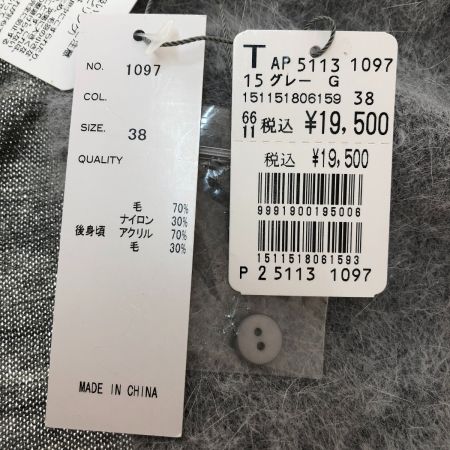 NO. 1097
COL.
SIZE. 38
QUALITY
毛 70%
ナイロン 30%
後身頃 アクリル 70%
毛 30%
MADE IN CHINA
T AP 5113 1097
15 グレー G
151151806159 38
66
11 税込 ¥19,500
税込 ¥19,500
9991900195006
1511518061593
P 2 5113 1097